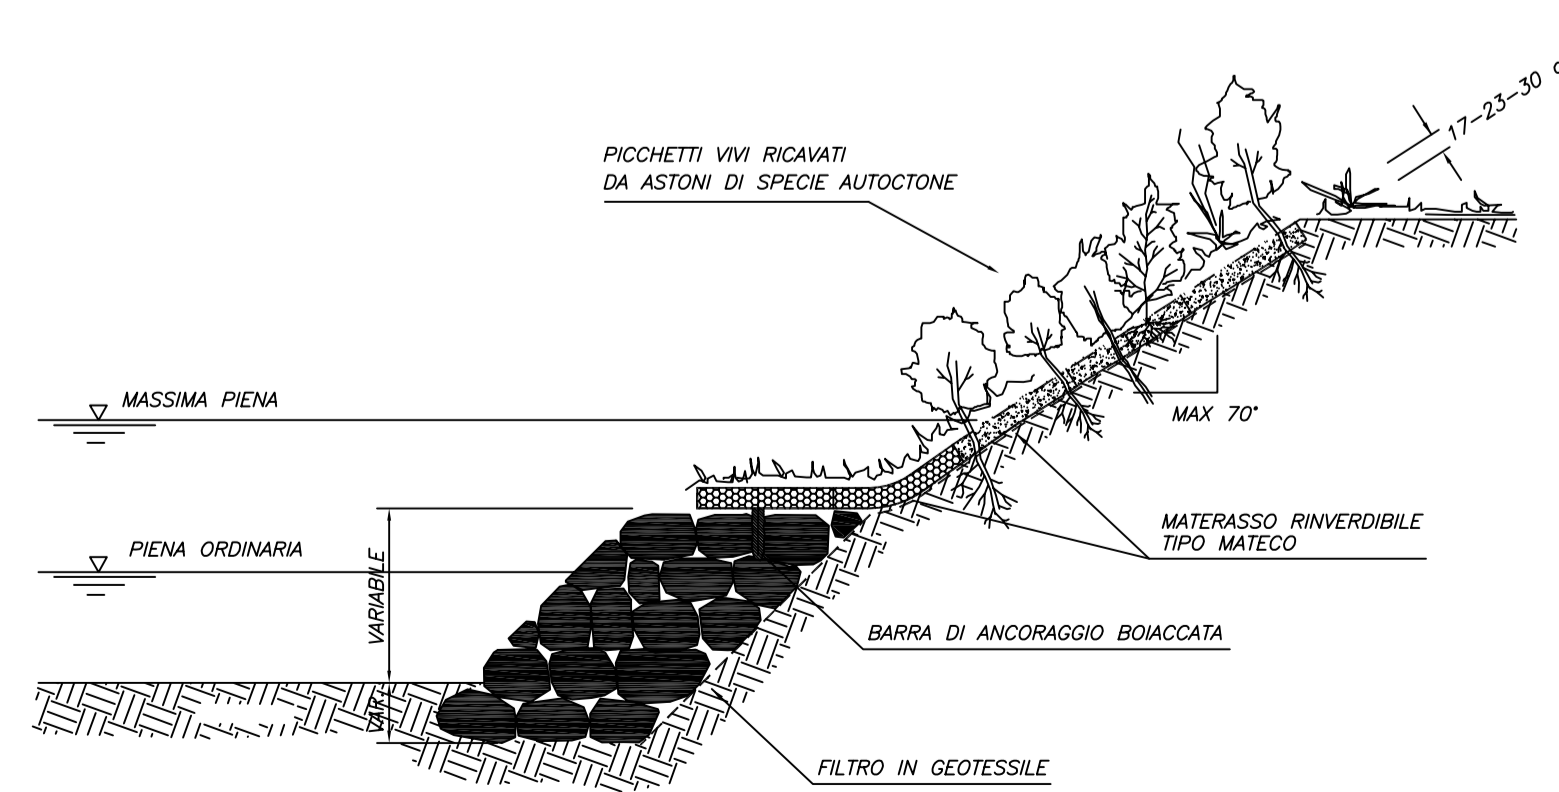 17-23-30
PICCHETTI VIVI RICAVATI
DA ASTONI DI SPECIE AUTOCTONE
MASSIMA PIENA
MAX 70°
MATERASSO RINVERDIBILE
TIPO MATECO
PIENA ORDINARIA
VARIABILE
BARRA DI ANCORAGGIO BOIACCATA
VAR.
FILTRO IN GEOTESSILE